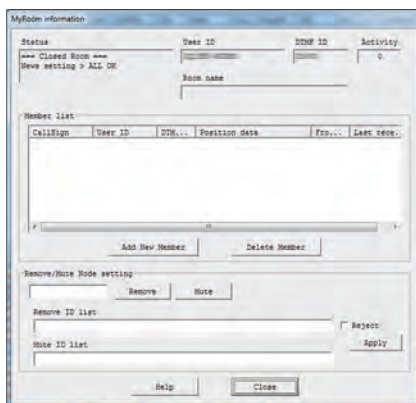 MyRoom information
Status
User ID
DTMF ID
Activity
*** Closed Room ***
News setting > ALL OK
0
Room name
Member list
CallSign User ID DTM... Position data Fro... Last rece.
Add New Member Delete Member
Remove/Mute Node setting
Remove Mute
Remove ID list
Reject
Mute ID list
Apply
Help Close